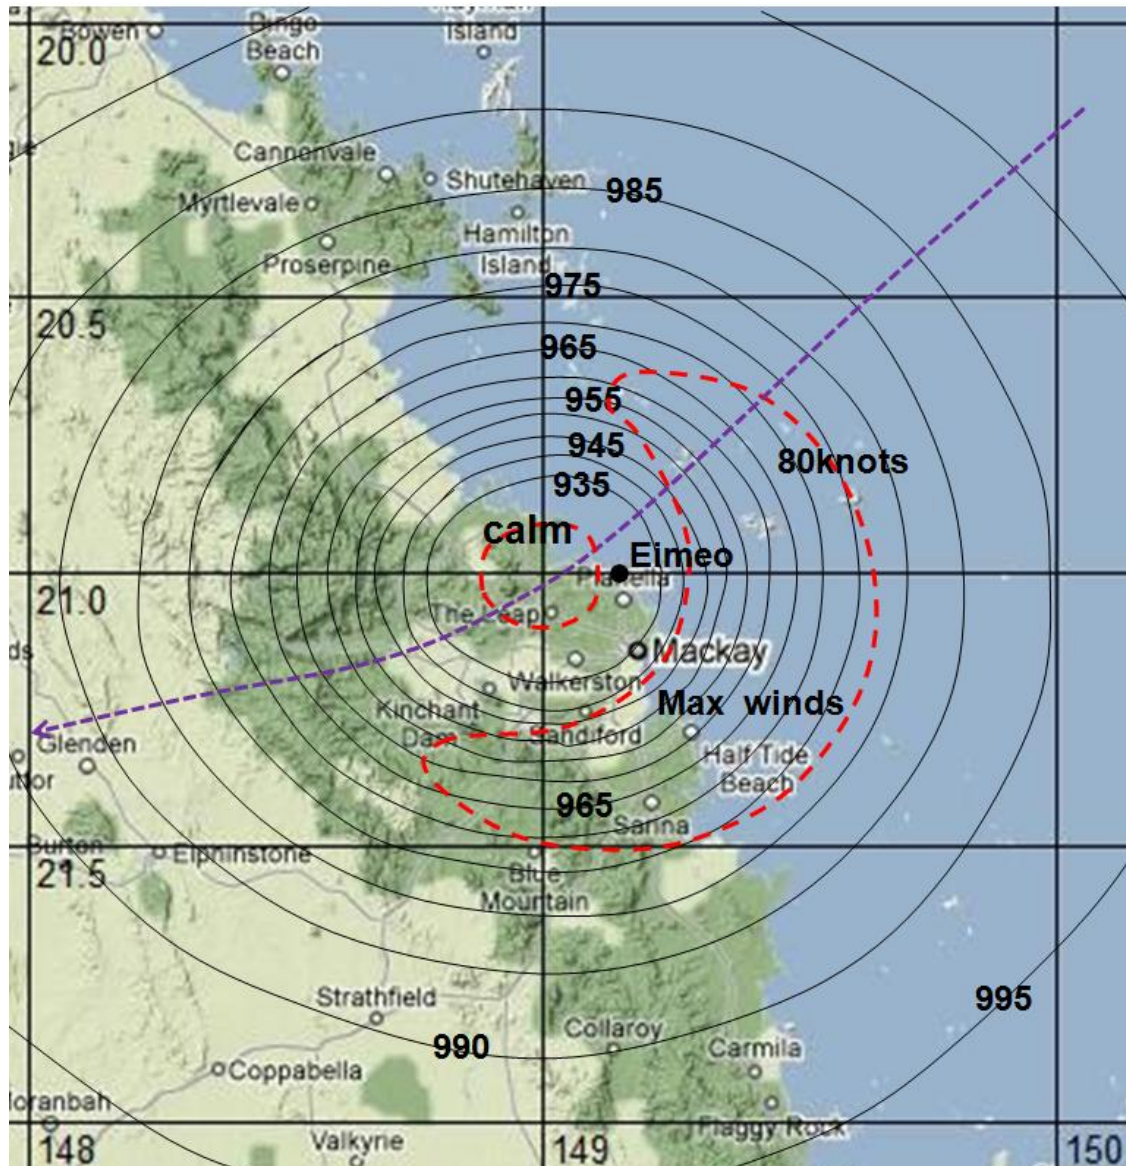 Bowen
20.0
Dingo
Beach
Island
Cannonvale
Shutehaven
985
Myrtlevale
Hamilton
Island
Proserpine
975
20.5
965
955
945
80knots
935
calm
Eimeo
21.0
The Leap
Mackay
Walkerston
Kinchant
Dam
Max winds
Sandiford
Glenden
Half Tide
Beach
965
Sarina
Elphinstone
21.5
Blue
Mountain
Strathfield
995
990
Collaroy
Carmila
Coppabella
Flaggy Rock
Valkyrie
148
149
150